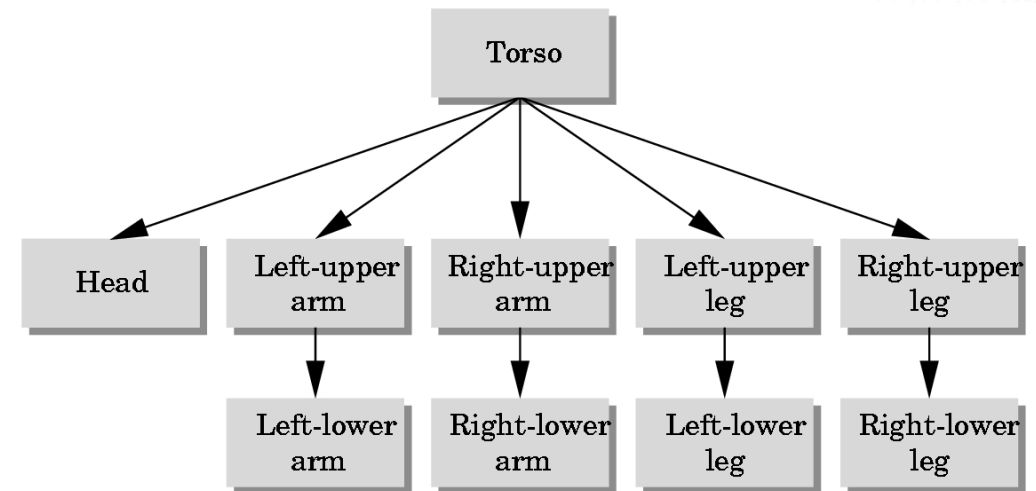 Torso
Head
Left-upper
arm
Right-upper
arm
Left-upper
leg
Right-upper
leg
Left-lower
arm
Right-lower
arm
Left-lower
leg
Right-lower
leg